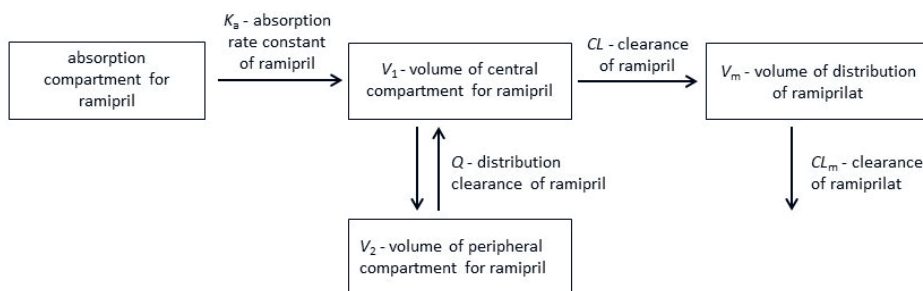 absorption
compartment for
ramipril
Ka - absorption
rate constant
of ramipril
V1 - volume of central
compartment for ramipril
CL - clearance
of ramipril
Vm - volume of distribution
of ramiprilat
Q - distribution
clearance of ramipril
CLm - clearance
of ramiprilat
V2 - volume of peripheral
compartment for ramipril